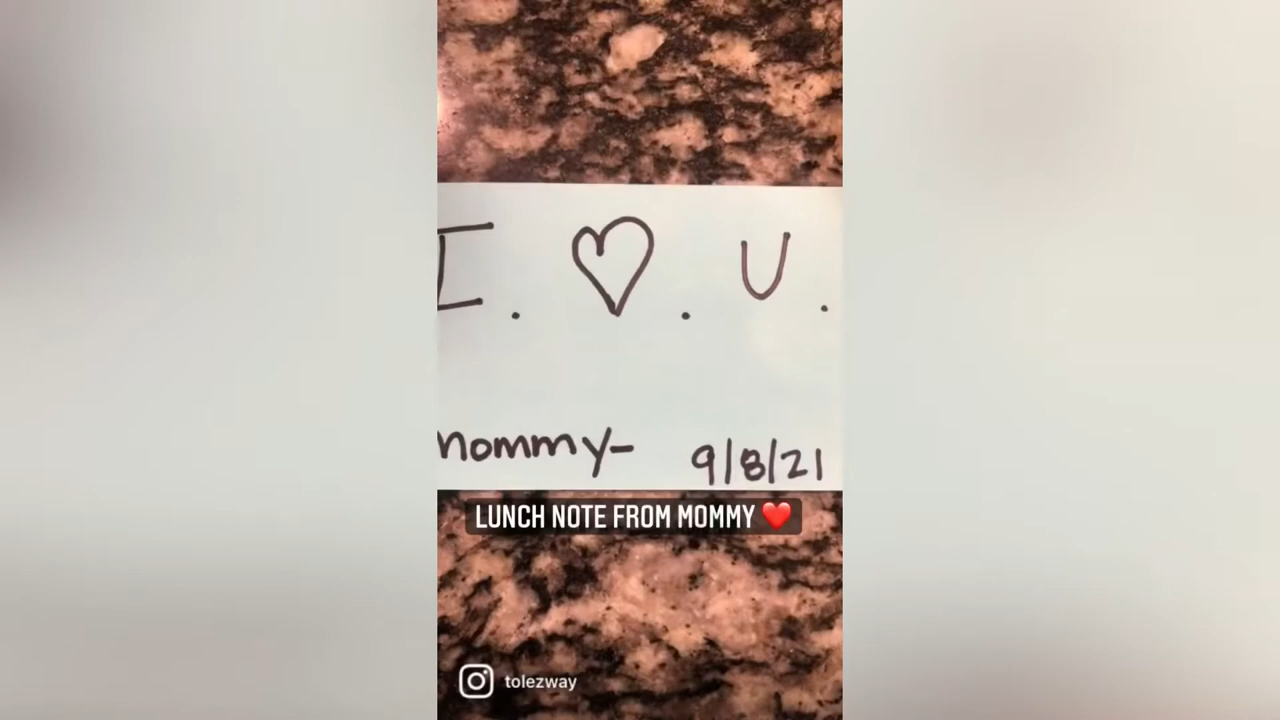 I. ♡. U.
mommy- 9/8/21
LUNCH NOTE FROM MOMMY ❤️
tolezway